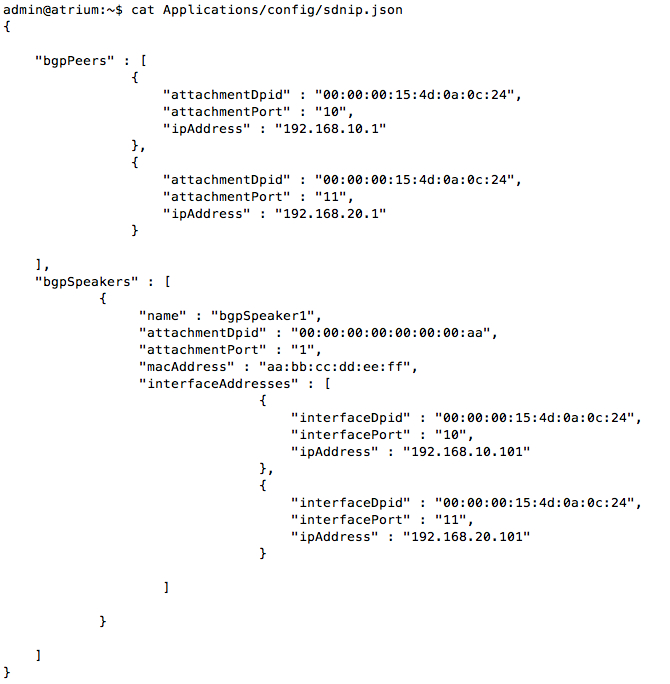 admin@atrium:~$ cat Applications/config/sdnip.json
{
    "bgpPeers" : [
                {
                    "attachmentDpid" : "00:00:00:15:4d:0a:0c:24",
                    "attachmentPort" : "10",
                    "ipAddress" : "192.168.10.1"
                },
                {
                    "attachmentDpid" : "00:00:00:15:4d:0a:0c:24",
                    "attachmentPort" : "11",
                    "ipAddress" : "192.168.20.1"
                }
    ],
    "bgpSpeakers" : [
            {
                 "name" : "bgpSpeaker1",
                 "attachmentDpid" : "00:00:00:00:00:00:00:aa",
                 "attachmentPort" : "1",
                 "macAddress" : "aa:bb:cc:dd:ee:ff",
                 "interfaceAddresses" : [
                                {
                                    "interfaceDpid" : "00:00:00:15:4d:0a:0c:24",
                                    "interfacePort" : "10",
                                    "ipAddress" : "192.168.10.101"
                                },
                                {
                                    "interfaceDpid" : "00:00:00:15:4d:0a:0c:24",
                                    "interfacePort" : "11",
                                    "ipAddress" : "192.168.20.101"
                                }
                    ]
            }
    ]
}